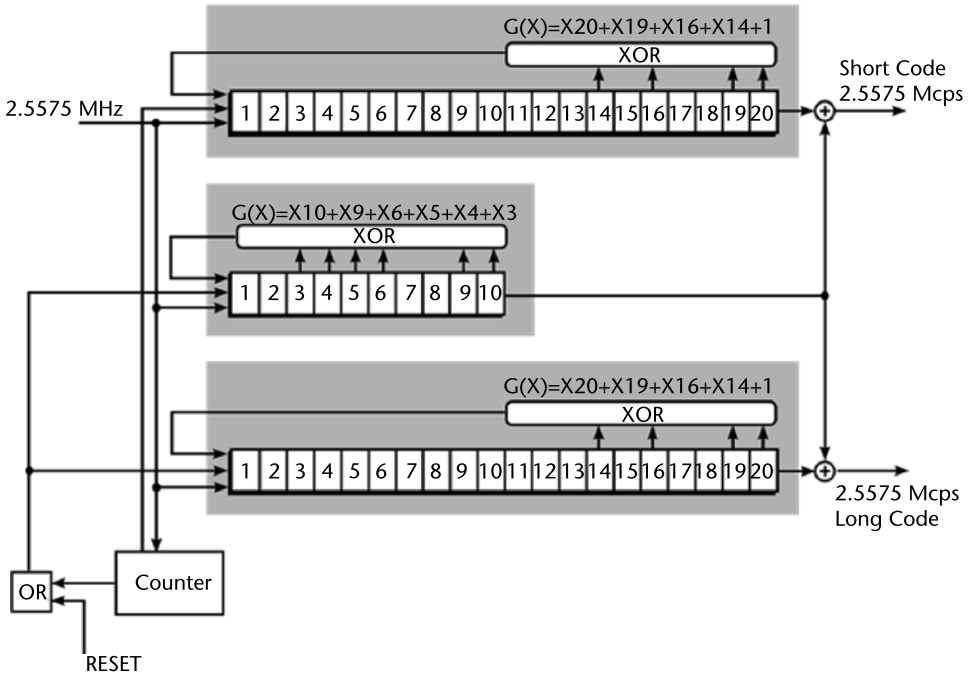 G(X)=X20+X19+X16+X14+1
XOR
Short Code
2.5575 Mcps
2.5575 MHz
1 2 3 4 5 6 7 8 9 10 11 12 13 14 15 16 17 18 19 20
G(X)=X10+X9+X6+X5+X4+X3
XOR
1 2 3 4 5 6 7 8 9 10
G(X)=X20+X19+X16+X14+1
XOR
1 2 3 4 5 6 7 8 9 10 11 12 13 14 15 16 17 18 19 20
2.5575 Mcps
Long Code
OR
Counter
RESET